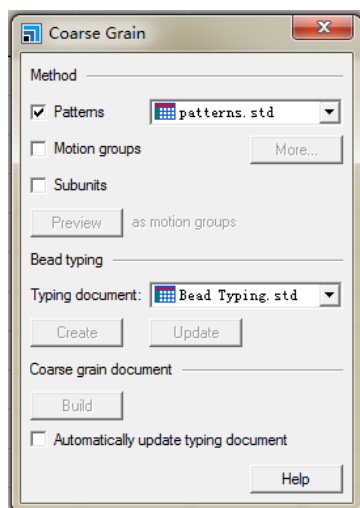 Coarse Grain
Method
Patterns patterns.std
Motion groups More...
Subunits
Preview as motion groups
Bead typing
Typing document: Bead Typing.std
Create Update
Coarse grain document
Build
Automatically update typing document
Help